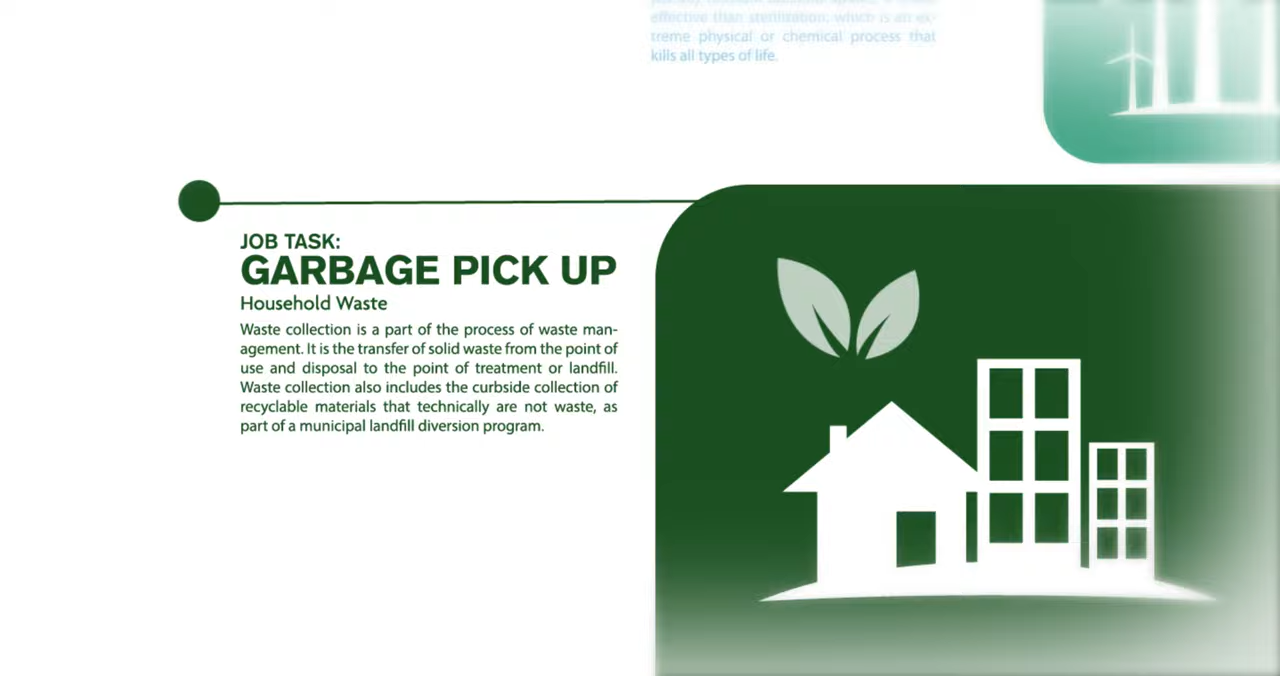 effective than sterilization, which is an ex-
treme physical or chemical process that
kills all types of life.
JOB TASK:
GARBAGE PICK UP
Household Waste
Waste collection is a part of the process of waste man-
agement. It is the transfer of solid waste from the point of
use and disposal to the point of treatment or landfill.
Waste collection also includes the curbside collection of
recyclable materials that technically are not waste, as
part of a municipal landfill diversion program.